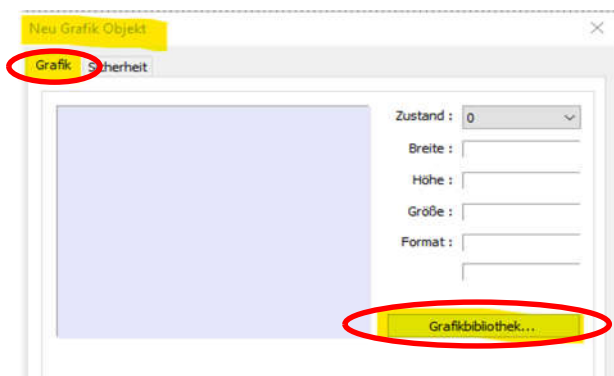 Neu Grafik Objekt
Grafik Sicherheit
Zustand : 0
Breite :
Höhe :
Größe :
Format :
Grafikbibliothek...